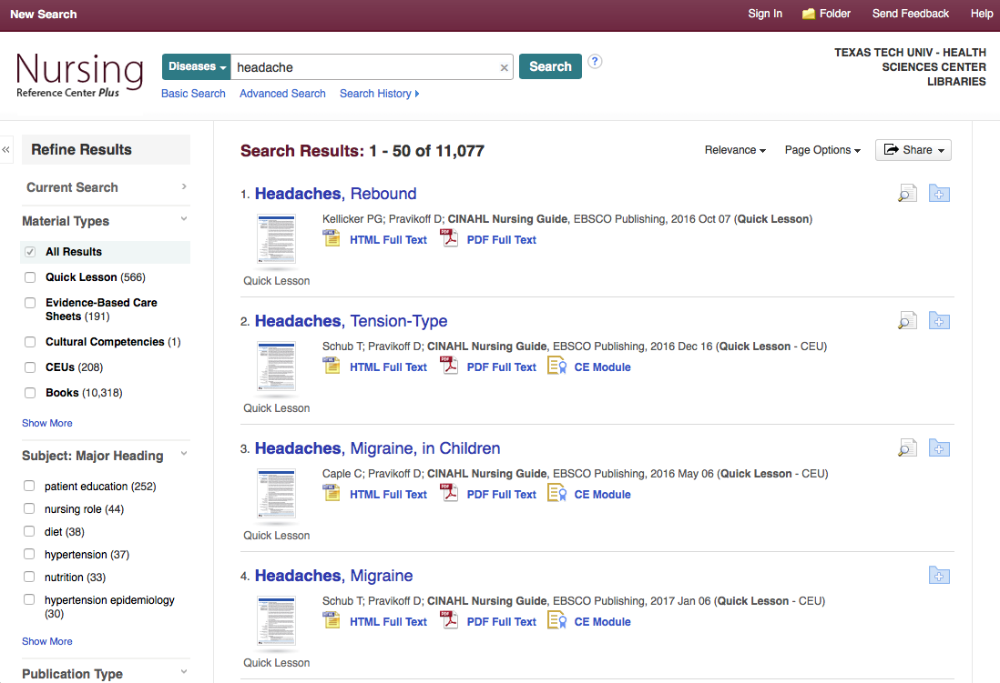 New Search
Sign In Folder Send Feedback Help
Nursing
Reference Center Plus
Diseases headache × Search ?
Basic Search Advanced Search Search History
TEXAS TECH UNIV - HEALTH
SCIENCES CENTER
LIBRARIES
«
Refine Results
Current Search
Material Types
All Results
Quick Lesson (566)
Evidence-Based Care
Sheets (191)
Cultural Competencies (1)
CEUs (208)
Books (10,318)
Show More
Subject: Major Heading
patient education (252)
nursing role (44)
diet (38)
hypertension (37)
nutrition (33)
hypertension epidemiology
(30)
Show More
Publication Type
Search Results: 1 - 50 of 11,077
Relevance Page Options Share
1. Headaches, Rebound
Kellicker PG; Pravikoff D; CINAHL Nursing Guide, EBSCO Publishing, 2016 Oct 07 (Quick Lesson)
HTML Full Text PDF PDF Full Text
Quick Lesson
2. Headaches, Tension-Type
Schub T; Pravikoff D; CINAHL Nursing Guide, EBSCO Publishing, 2016 Dec 16 (Quick Lesson - CEU)
HTML Full Text PDF PDF Full Text CE Module
Quick Lesson
3. Headaches, Migraine, in Children
Caple C; Pravikoff D; CINAHL Nursing Guide, EBSCO Publishing, 2016 May 06 (Quick Lesson - CEU)
HTML Full Text PDF PDF Full Text CE Module
Quick Lesson
4. Headaches, Migraine
Schub T; Pravikoff D; CINAHL Nursing Guide, EBSCO Publishing, 2017 Jan 06 (Quick Lesson - CEU)
HTML Full Text PDF PDF Full Text CE Module
Quick Lesson